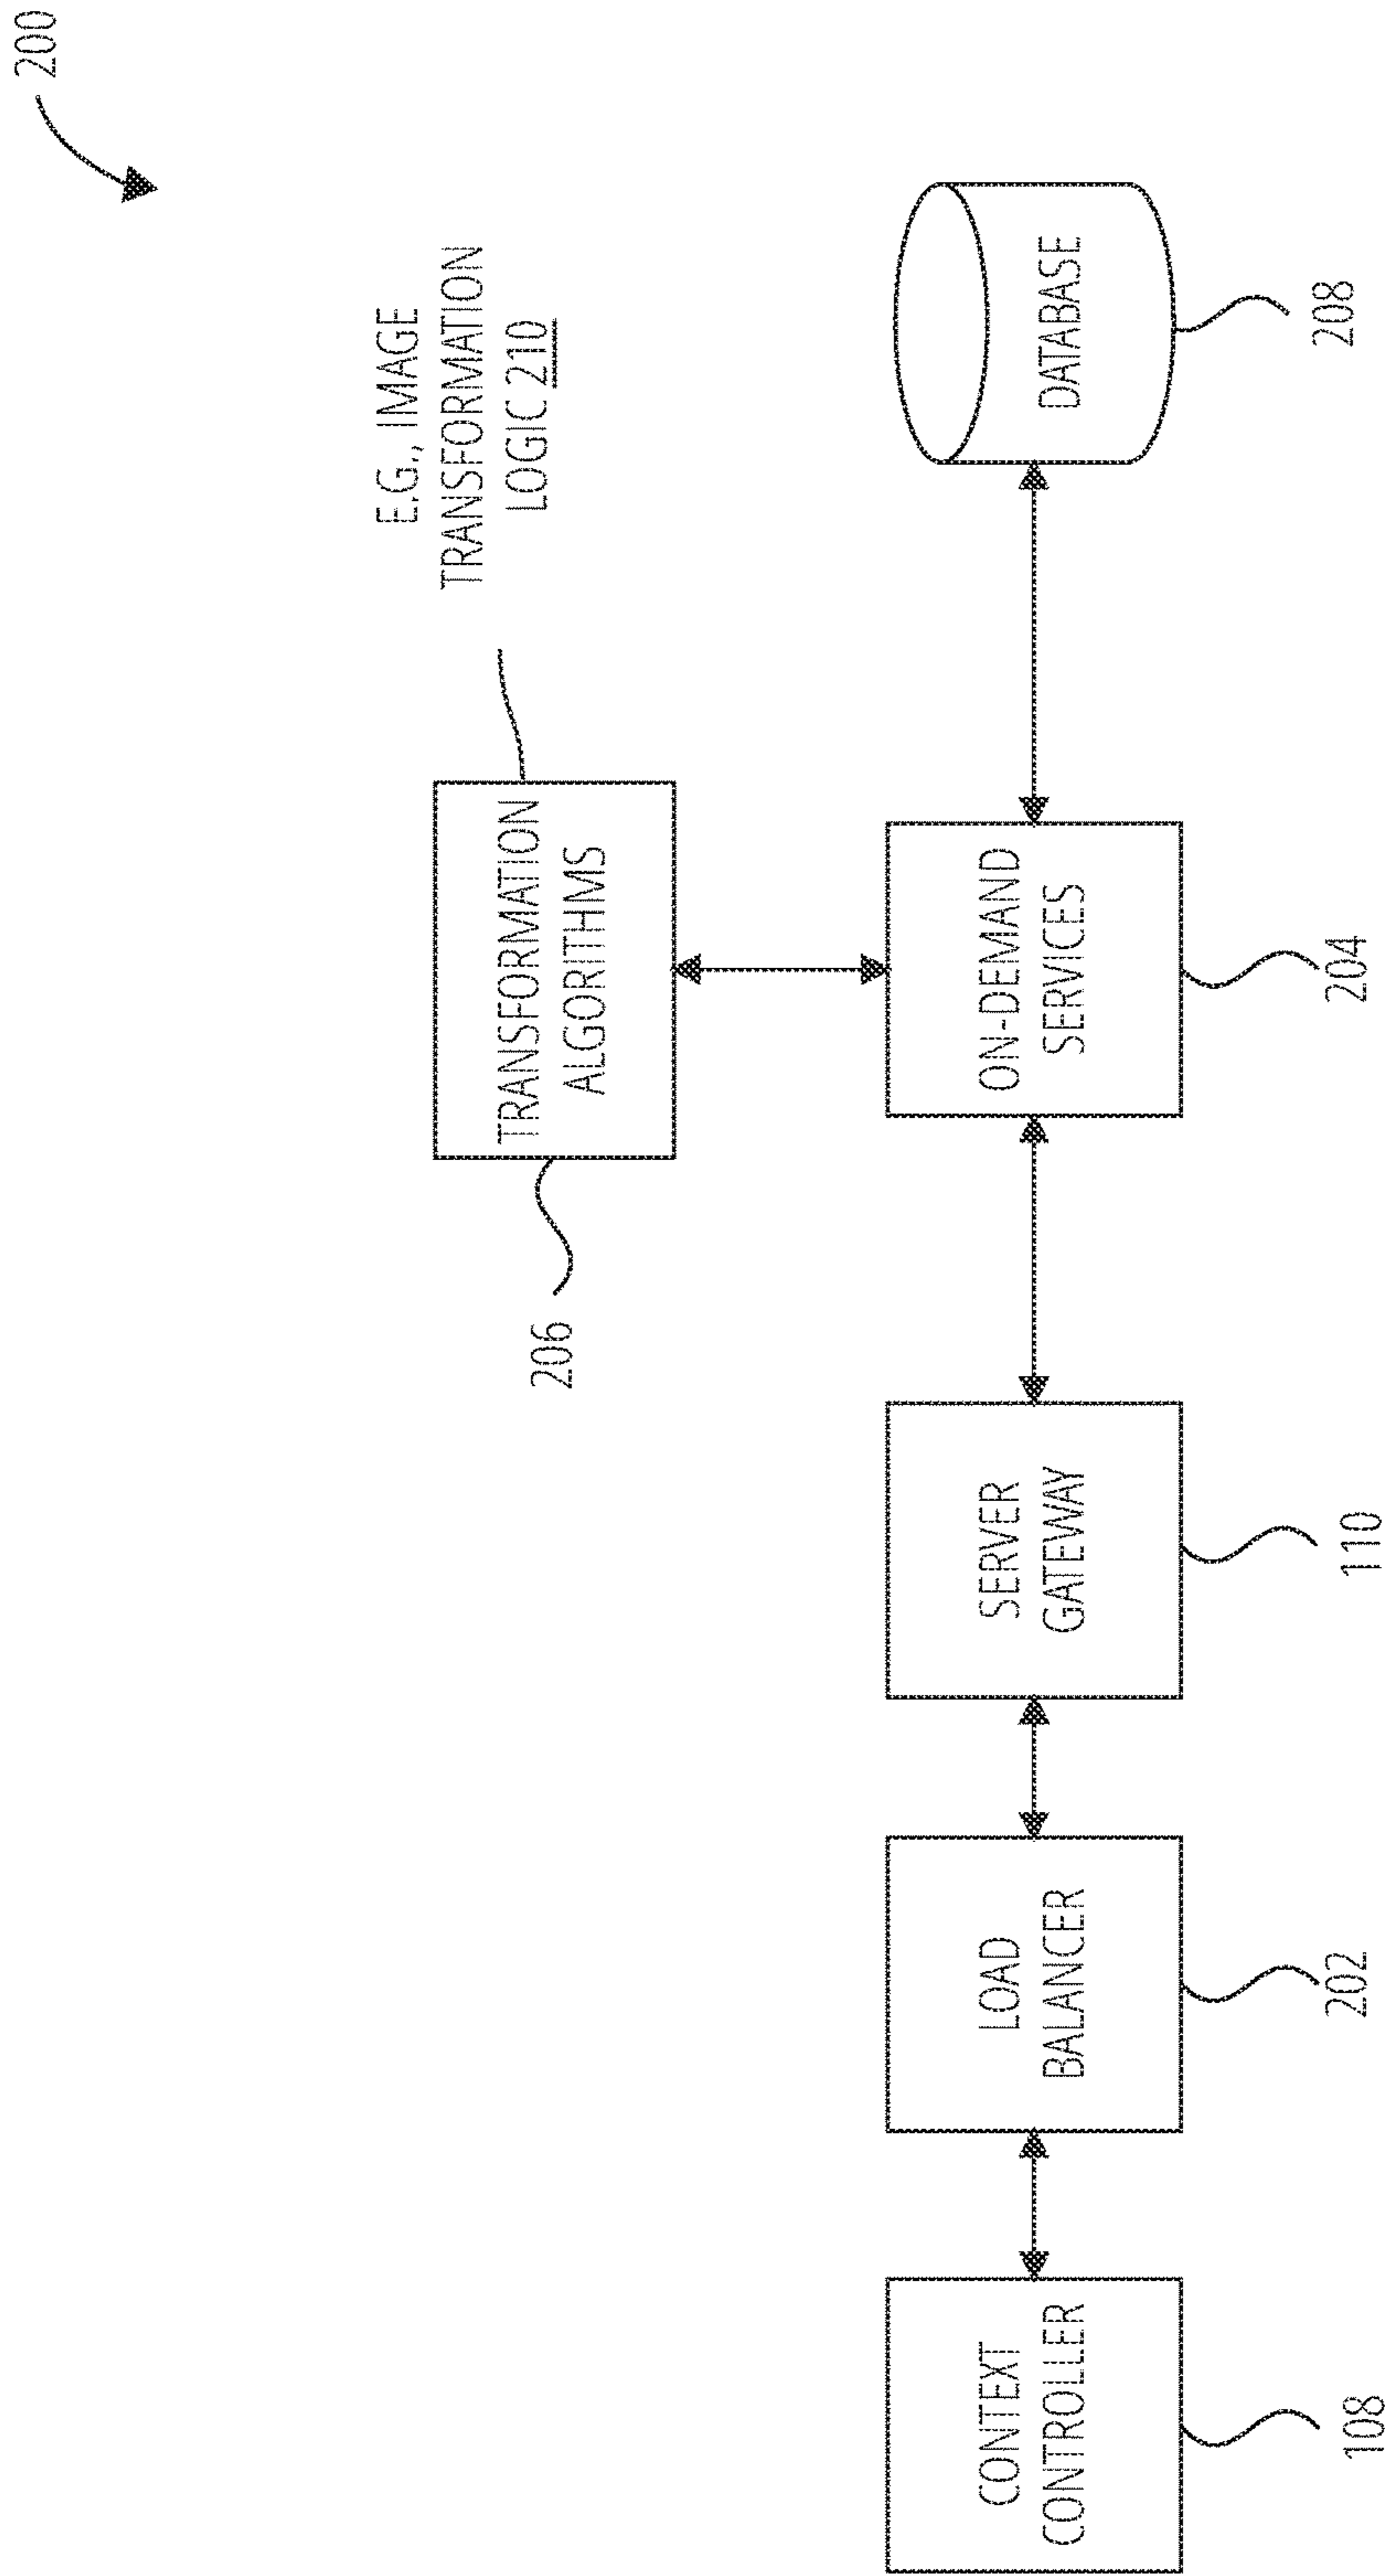 200
E.G., IMAGE
TRANSFORMATION
LOGIC 210
TRANSFORMATION
ALGORITHMS
206
CONTEXT
CONTROLLER
108
LOAD
BALANCER
202
SERVER
GATEWAY
110
ON-DEMAND
SERVICES
204
DATABASE
208